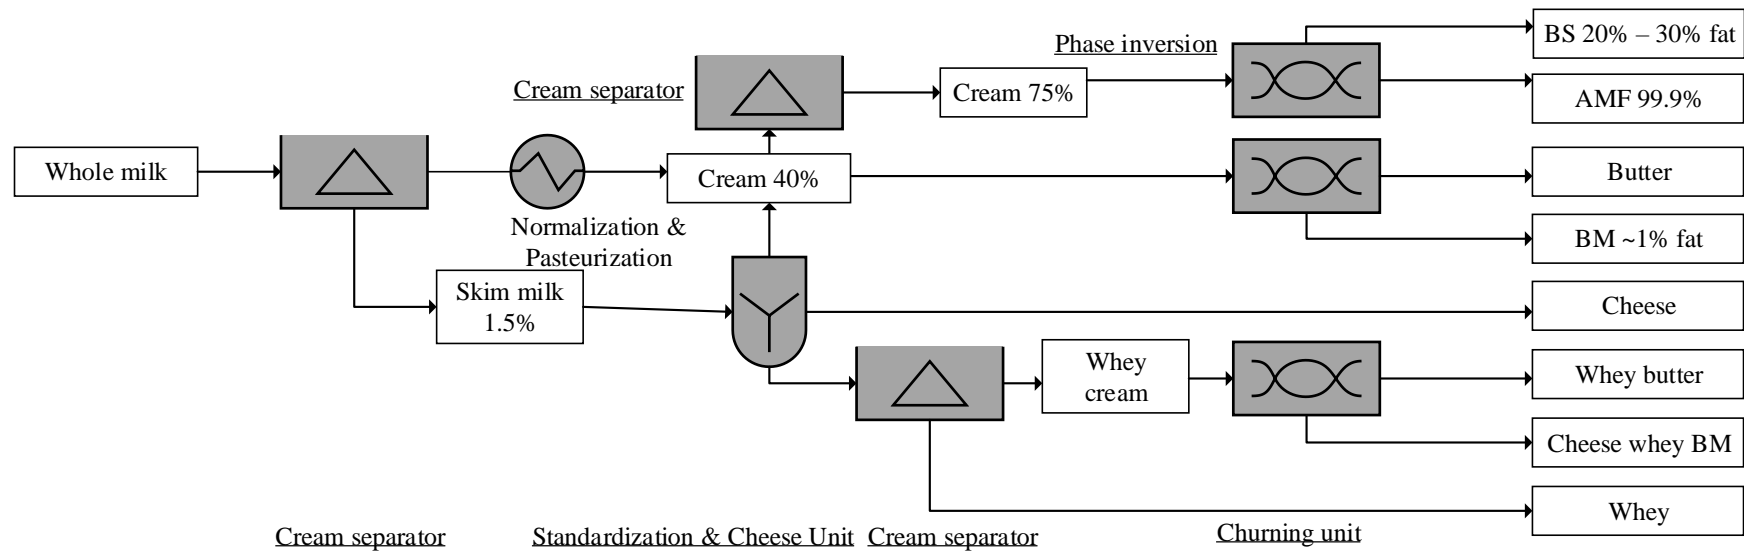 BS 20% – 30% fat
Phase inversion
Cream separator
Cream 75%
AMF 99.9%
Whole milk
Cream 40%
Butter
Normalization &
Pasteurization
BM ~1% fat
Skim milk
1.5%
Cheese
Whey
cream
Whey butter
Cheese whey BM
Whey
Cream separator
Standardization & Cheese Unit
Cream separator
Churning unit